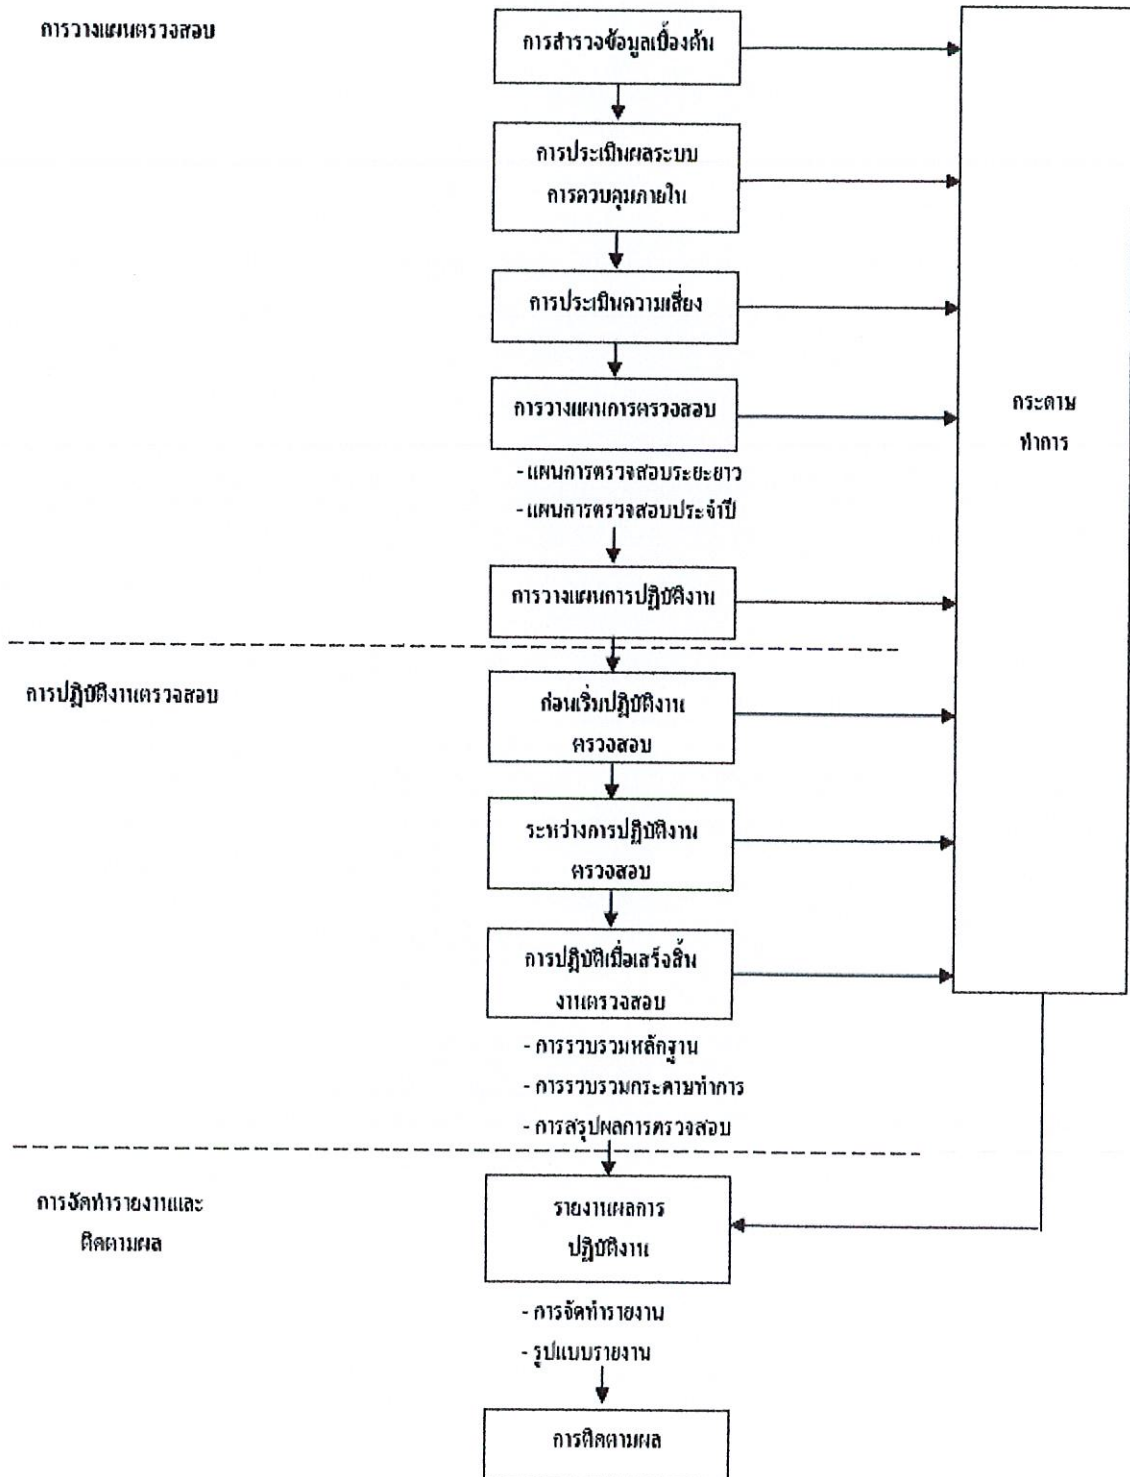 การวางแผนตรวจสอบ
การสำรวจข้อมูลเบื้องต้น
การประเมินผลระบบ
การควบคุมภายใน
การประเมินความเสี่ยง
การวางแผนการตรวจสอบ
- แผนการตรวจสอบระยะยาว
- แผนการตรวจสอบประจำปี
การวางแผนการปฏิบัติงาน
กระดาษ
ทำการ
การปฏิบัติงานตรวจสอบ
ก่อนเริ่มปฏิบัติงาน
ตรวจสอบ
ระหว่างการปฏิบัติงาน
ตรวจสอบ
การปฏิบัติเมื่อเสร็จสิ้น
งานตรวจสอบ
- การรวบรวมหลักฐาน
- การรวบรวมกระดาษทำการ
- การสรุปผลการตรวจสอบ
การจัดทำรายงานและ
ติดตามผล
รายงานผลการ
ปฏิบัติงาน
- การจัดทำรายงาน
- รูปแบบรายงาน
การติดตามผล